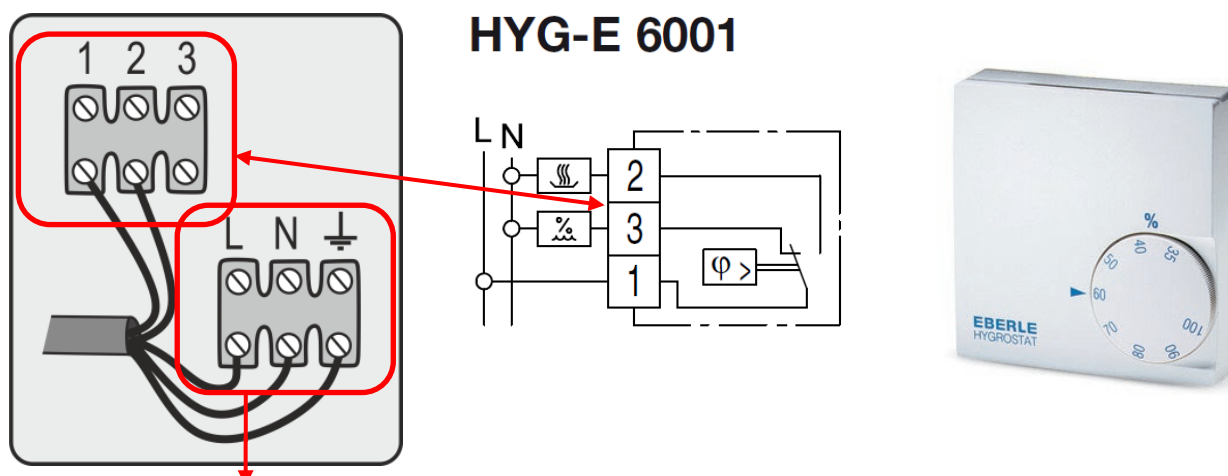 HYG-E 6001
1 2 3
L N
L N
2
3
1
%
φ >
%
35
40
50
60
70
80
90
100
EBERLE
HYGROSTAT